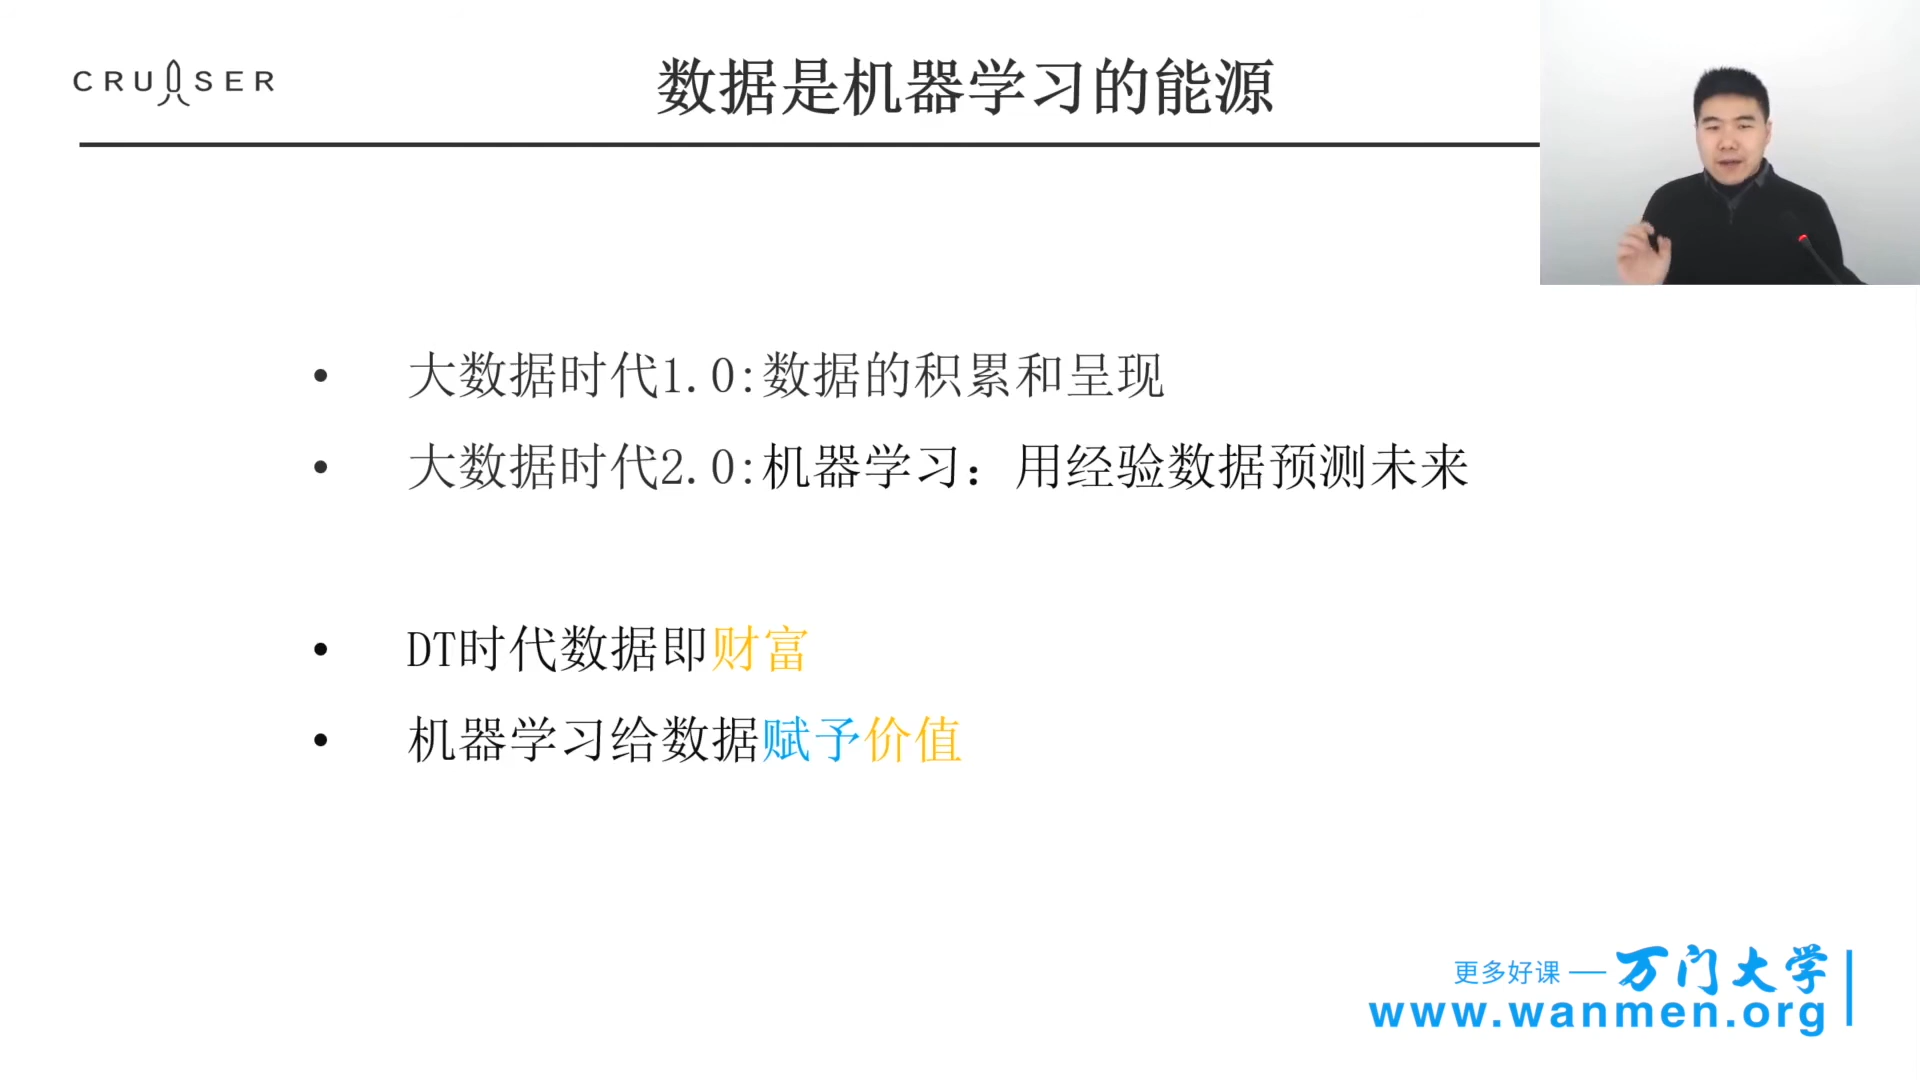 CRUISER
数据是机器学习的能源
• 大数据时代1.0:数据的积累和呈现
• 大数据时代2.0:机器学习：用经验数据预测未来
• DT时代数据即财富
• 机器学习给数据赋予价值
更多好课——万门大学
www.wanmen.org